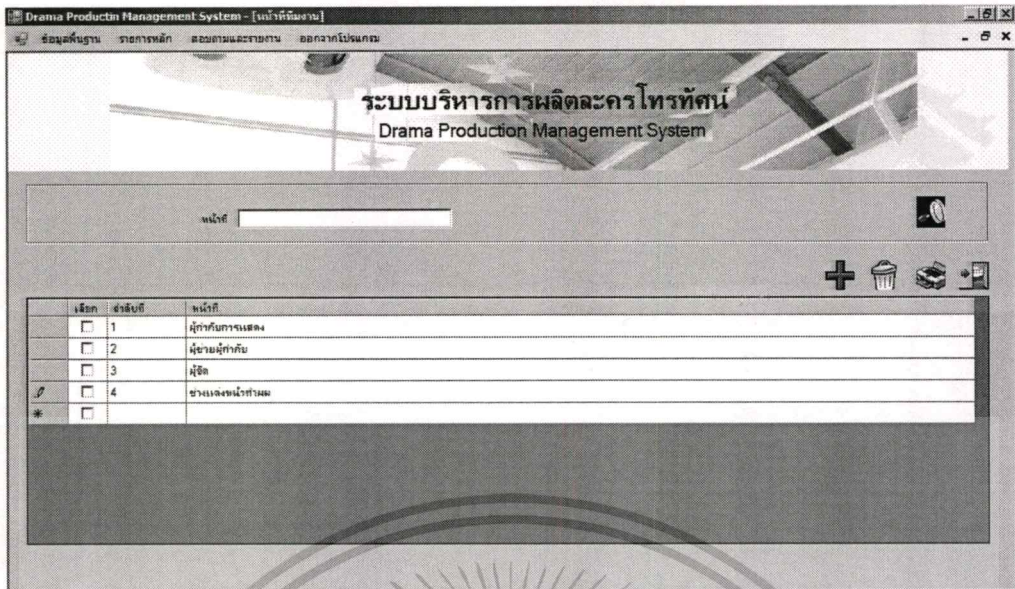 Drama Productin Management System - [หน้าที่ทีมงาน]
ข้อมูลพื้นฐาน รายการหลัก สอบถามและรายงาน ออกจากโปรแกรม
ระบบบริหารการผลิตละครโทรทัศน์
Drama Production Management System
หน้าที่
เลือก ลำดับที่ หน้าที่
1 ผู้กำกับการแสดง
2 ผู้ช่วยผู้กำกับ
3 ผู้จัด
4 ช่างแต่งหน้าทำผม